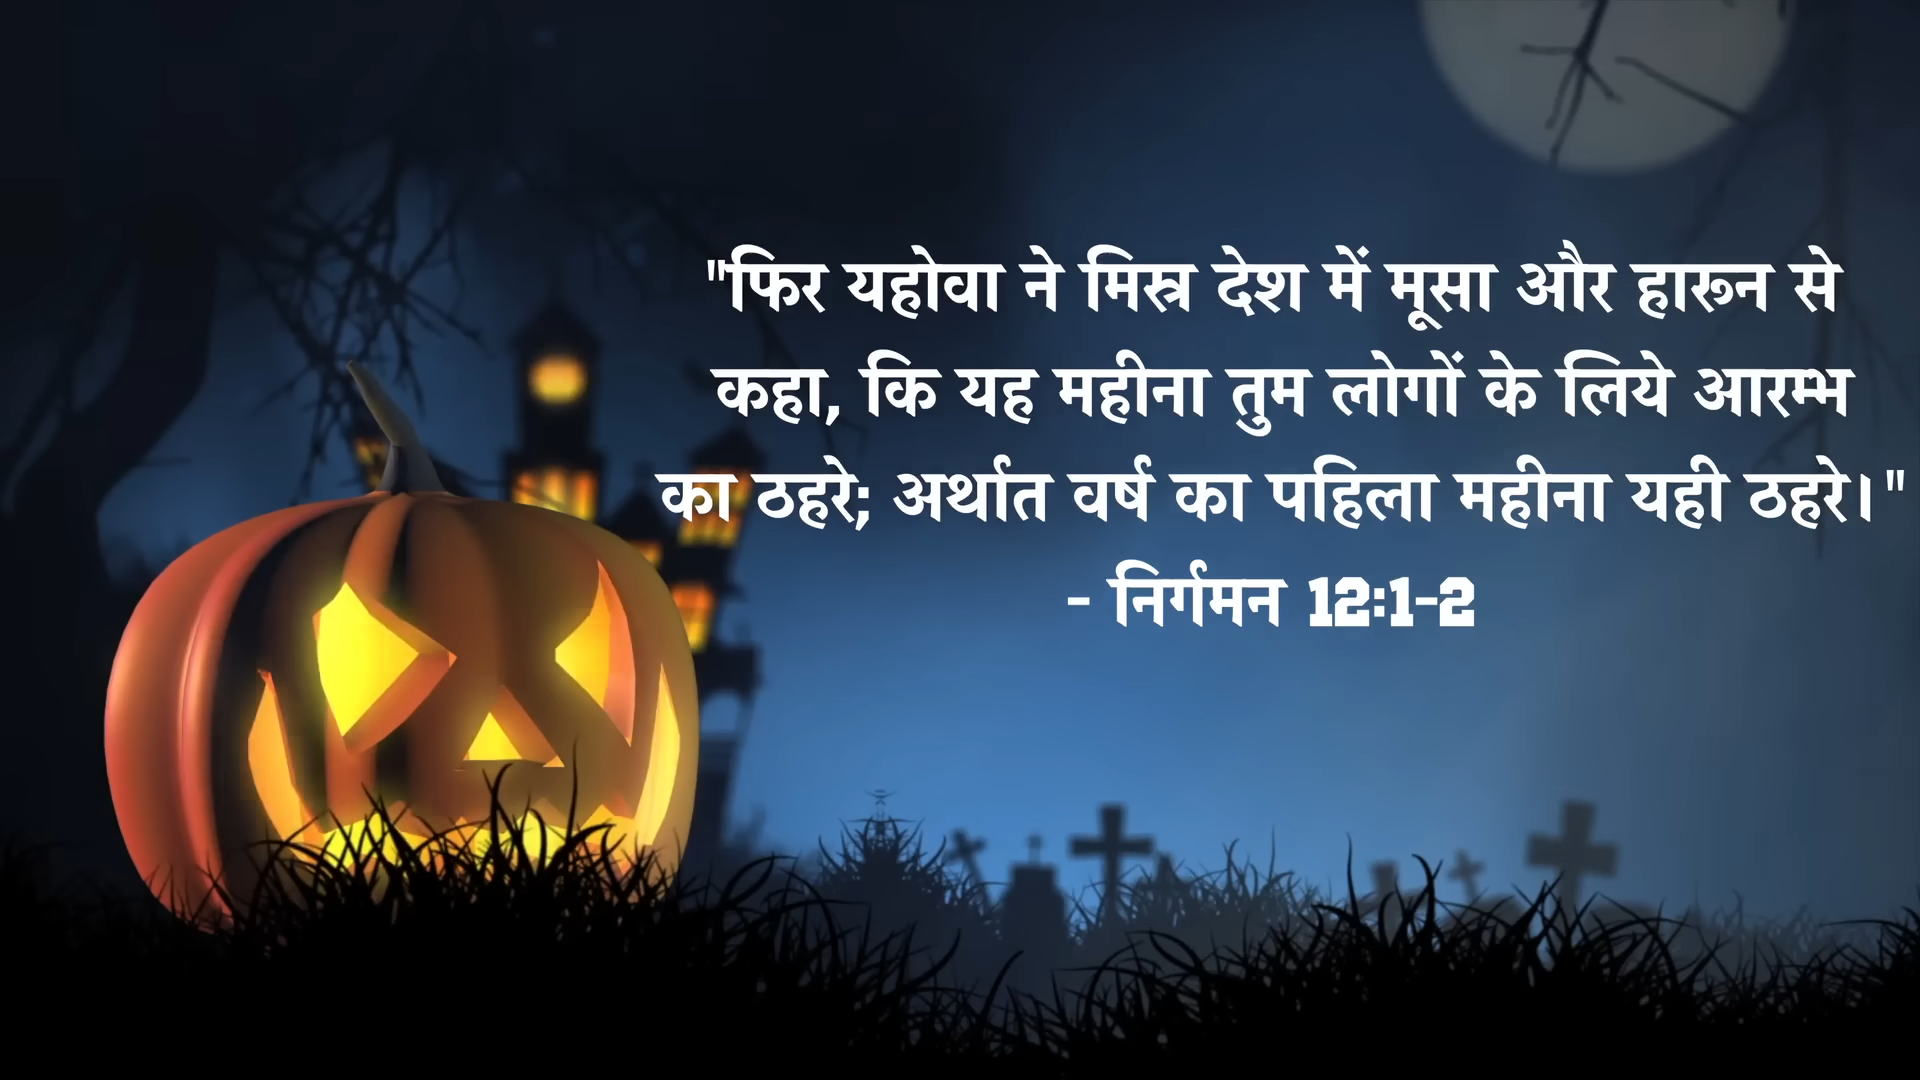 "फिर यहोवा ने मिस्र देश में मूसा और हारून से
कहा, कि यह महीना तुम लोगों के लिये आरम्भ
का ठहरे; अर्थात वर्ष का पहिला महीना यही ठहरे।"
- निर्गमन 12:1-2